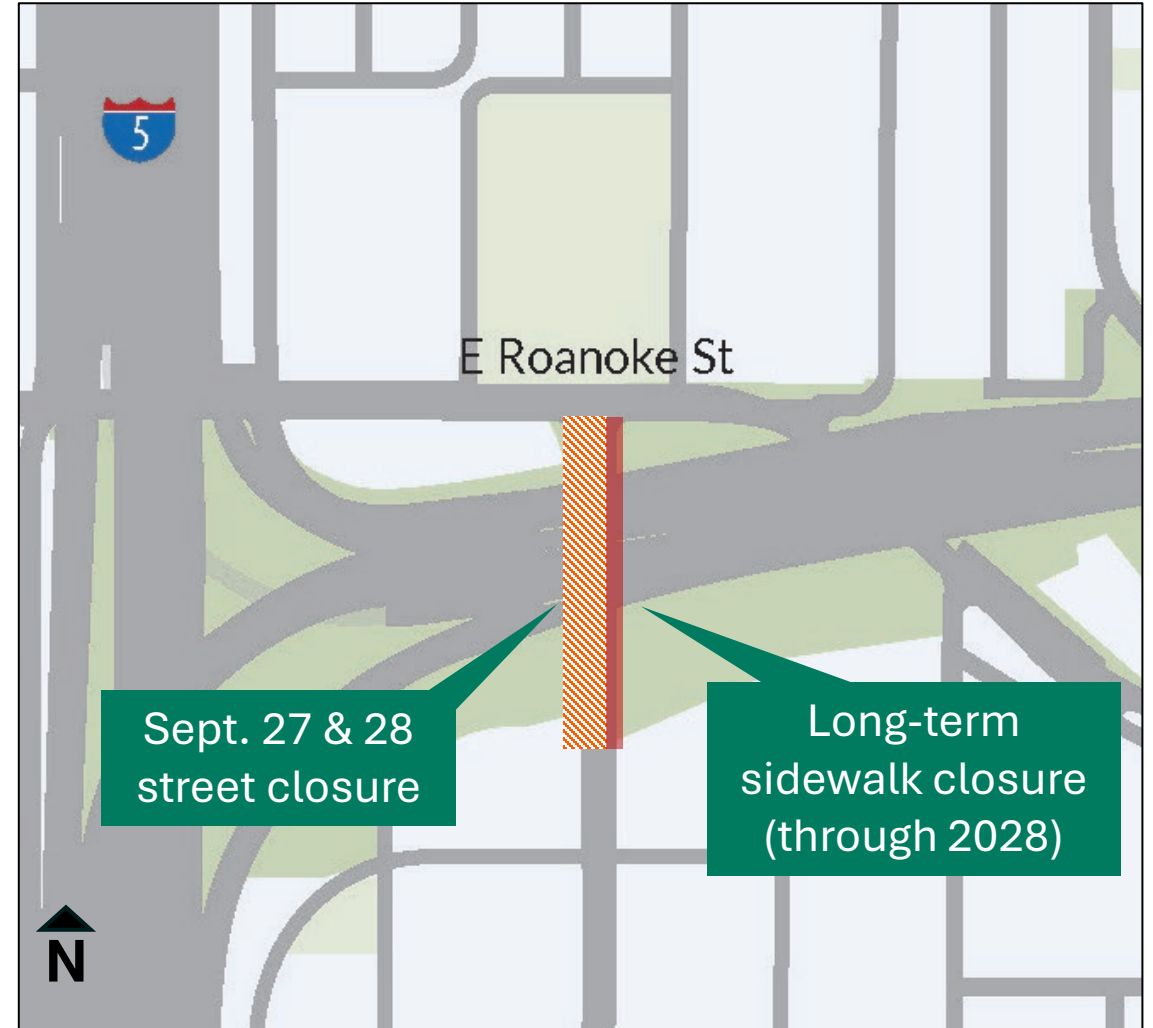 5
E Roanoke St
Sept. 27 & 28
street closure
Long-term
sidewalk closure
(through 2028)
N